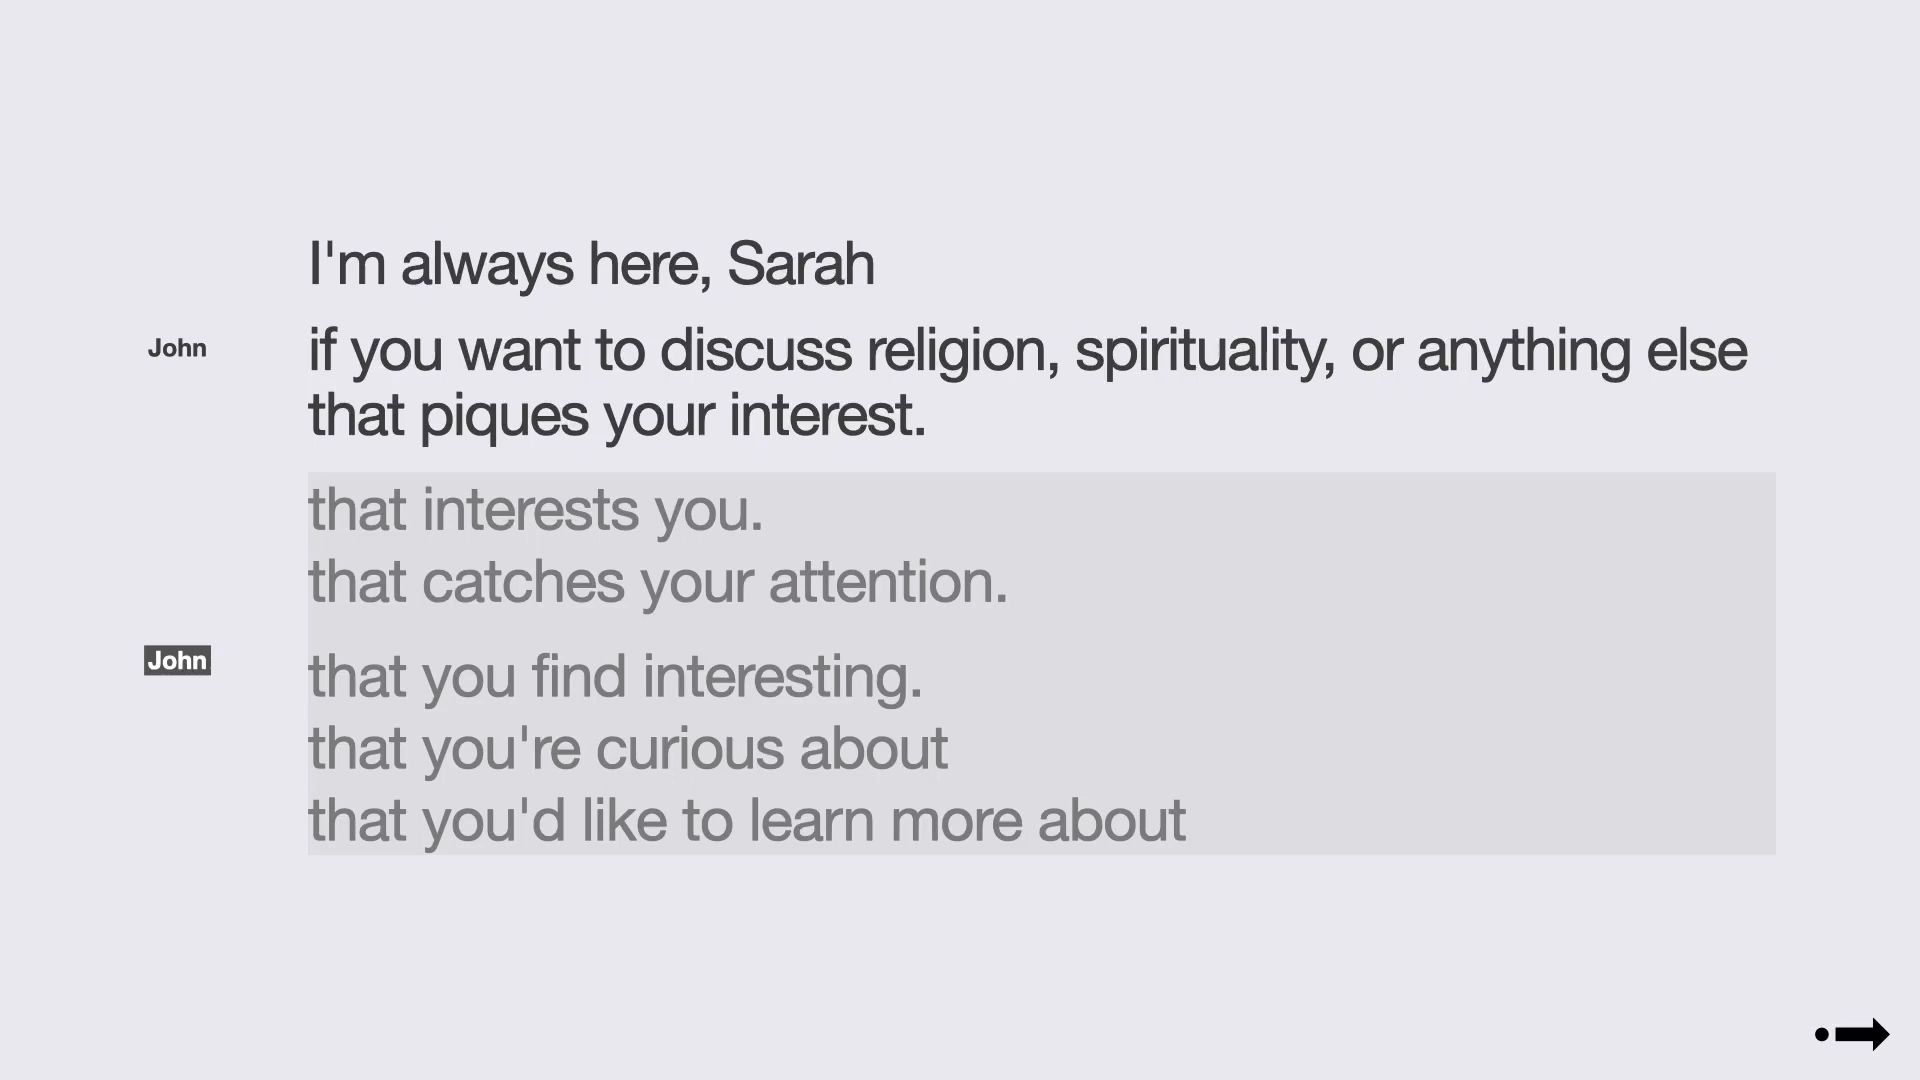 I'm always here, Sarah
John
if you want to discuss religion, spirituality, or anything else
that piques your interest.
that interests you.
that catches your attention.
John
that you find interesting.
that you're curious about
that you'd like to learn more about